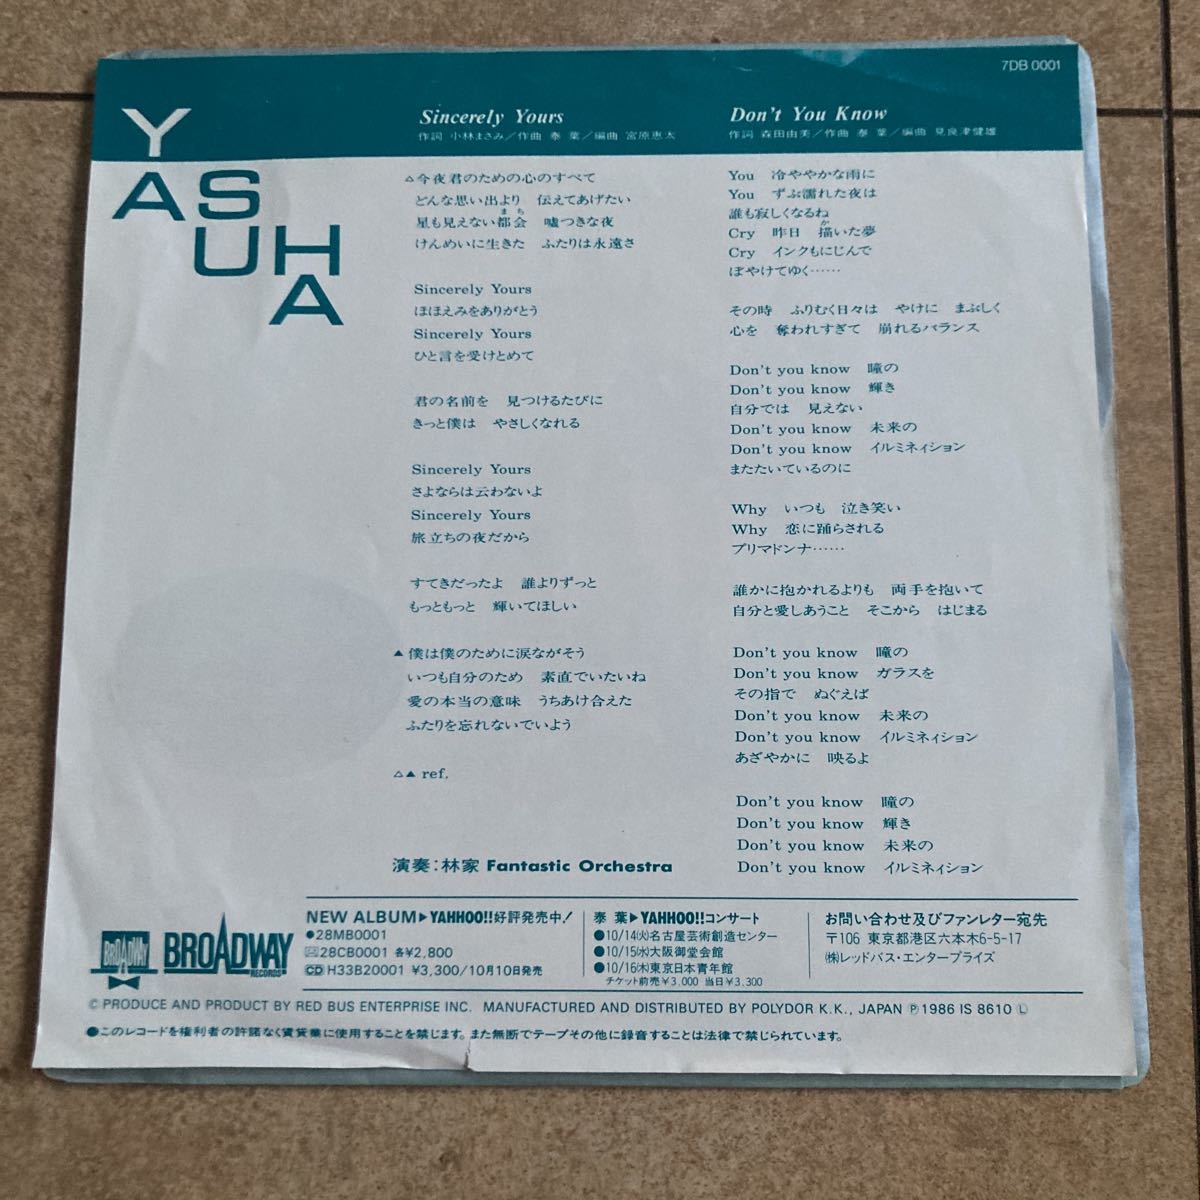 7DB 0001
Y
AS
UH
A
Sincerely Yours
作詞 小林まさみ／作曲 泰 葉／編曲 宮原恵太
△今夜君のための心のすべて
どんな思い出より 伝えてあげたい
星も見えない都会 嘘つきな夜
まち
けんめいに生きた ふたりは永遠さ
Sincerely Yours
ほほえみをありがとう
Sincerely Yours
ひと言を受けとめて
君の名前を 見つけるたびに
きっと僕は やさしくなれる
Sincerely Yours
さよならは云わないよ
Sincerely Yours
旅立ちの夜だから
すてきだったよ 誰よりずっと
もっともっと 輝いてほしい
▲僕は僕のために涙ながそう
いつも自分のため 素直でいたいね
愛の本当の意味 うちあけ合えた
ふたりを忘れないでいよう
△▲ ref.
演奏：林家 Fantastic Orchestra
Don't You Know
作詞 森田由美／作曲 泰 葉／編曲 見良津健雄
You 冷ややかな雨に
You ずぶ濡れた夜は
誰も寂しくなるね
Cry 昨日 描いた夢
か
Cry インクもにじんで
ぼやけてゆく……
その時 ふりむく日々は やけに まぶしく
心を 奪われすぎて 崩れるバランス
Don't you know 瞳の
Don't you know 輝き
自分では 見えない
Don't you know 未来の
Don't you know イルミネィション
またたいているのに
Why いつも 泣き笑い
Why 恋に踊らされる
プリマドンナ……
誰かに抱かれるよりも 両手を抱いて
自分と愛しあうこと そこから はじまる
Don't you know 瞳の
Don't you know ガラスを
その指で ぬぐえば
Don't you know 未来の
Don't you know イルミネィション
あざやかに 映るよ
Don't you know 瞳の
Don't you know 輝き
Don't you know 未来の
Don't you know イルミネィション
BROADWAY
BROADWAY
RECORDS
NEW ALBUM▶YAHHOO!!好評発売中！
●28MB0001
28CB0001 各¥2,800
CD H33B20001 ¥3,300/10月10日発売
泰 葉▶YAHHOO!!コンサート
●10/14(火)名古屋芸術創造センター
●10/15(水)大阪御堂会館
●10/16(木)東京日本青年館
チケット前売¥3.000 当日¥3.300
お問い合わせ及びファンレター宛先
〒106 東京都港区六本木6-5-17
㈱レッドバス・エンタープライズ
© PRODUCE AND PRODUCT BY RED BUS ENTERPRISE INC. MANUFACTURED AND DISTRIBUTED BY POLYDOR K.K., JAPAN Ⓟ1986 IS 8610 Ⓛ
●このレコードを権利者の許諾なく賃貸業に使用することを禁じます。また無断でテープその他に録音することは法律で禁じられています。